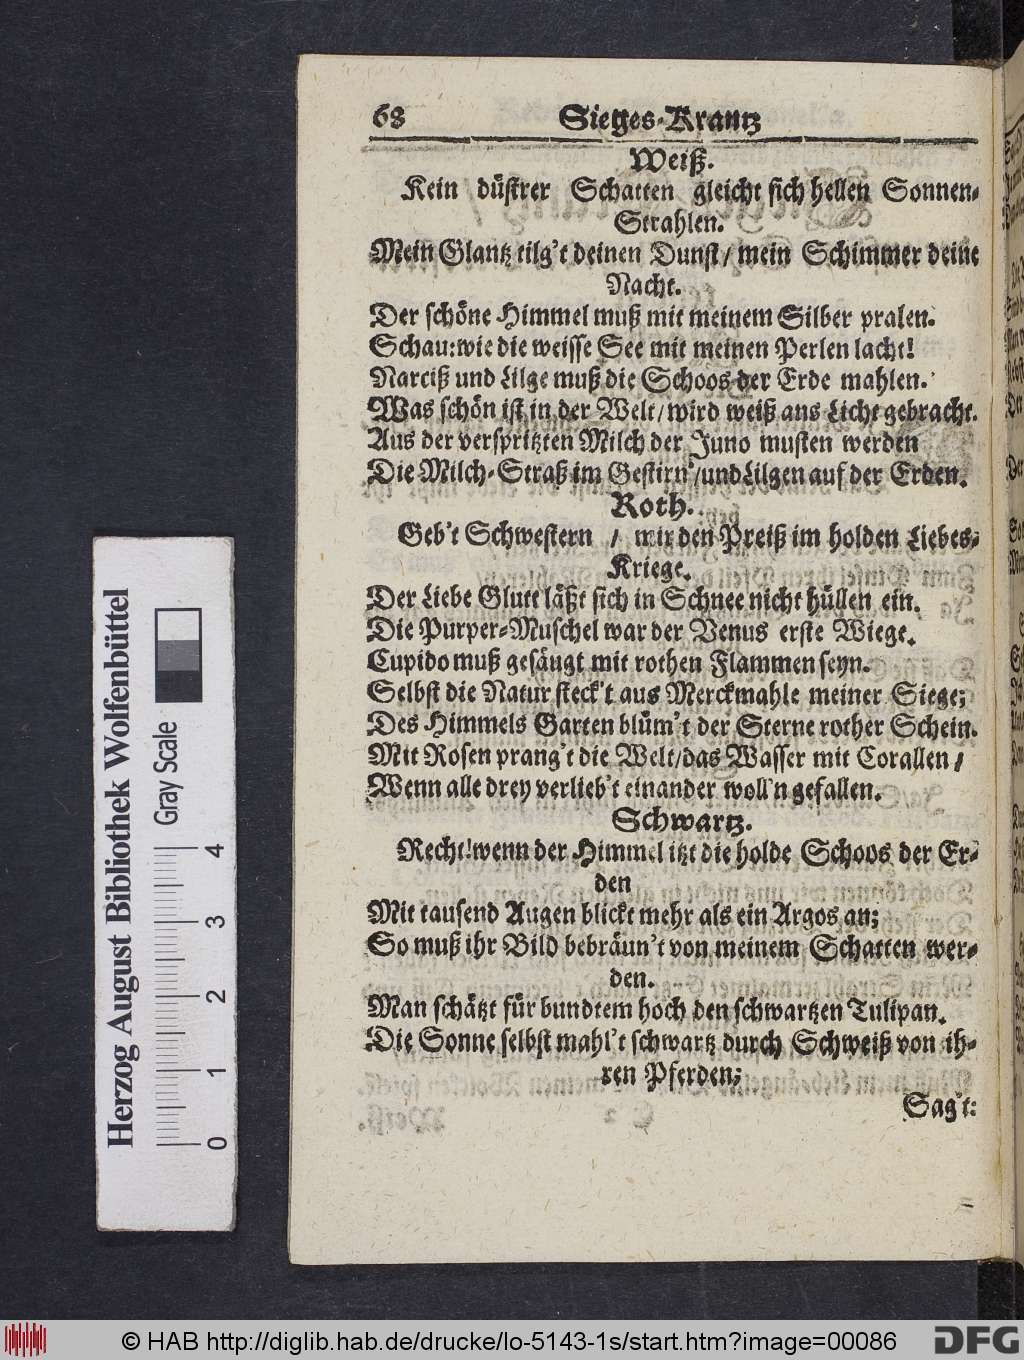 68 Sieges-Krantz
Weiß.
Kein düstrer Schatten gleicht sich hellen Sonnen-
Strahlen.
Mein Glantz tilg't deinen Dunst / mein Schimmer deine
Nacht.
Der schöne Himmel muß mit meinem Silber pralen.
Schau: wie die weisse See mit meinen Perlen lacht!
Narciß und Lilge muß die Schoos der Erde mahlen.
Was schön ist in der Welt / wird weiß ans Licht gebracht.
Aus der verspritzten Milch der Juno musten werden
Die Milch-Straß im Gestirn' / und Lilgen auf der Erden.
Roth.
Geb't Schwestern / mir den Preiß im holden Liebes-
Kriege.
Der Liebe Glutt läßt sich in Schnee nicht hüllen ein.
Die Purper-Muschel war der Venus erste Wiege.
Cupido muß gesäugt mit rothen Flammen seyn.
Selbst die Natur steck't aus Merckmahle meiner Siege;
Des Himmels Garten blüm't der Sterne rother Schein.
Mit Rosen prang't die Welt / das Wasser mit Corallen /
Wenn alle drey verlieb't einander woll'n gefallen.
Schwartz.
Recht! wenn der Himmel itzt die holde Schoos der Er-
den
Mit tausend Augen blickt mehr als ein Argos an;
So muß ihr Bild bebräun't von meinem Schatten wer-
den.
Man schätzt für bundtem hoch den schwartzen Tulipan.
Die Sonne selbst mahl't schwartz durch Schweiß von ih-
ren Pferden;
Sag't:
Herzog August Bibliothek Wolfenbüttel
Gray Scale
0 1 2 3 4
© HAB http://diglib.hab.de/drucke/lo-5143-1s/start.htm?image=00086
DFG